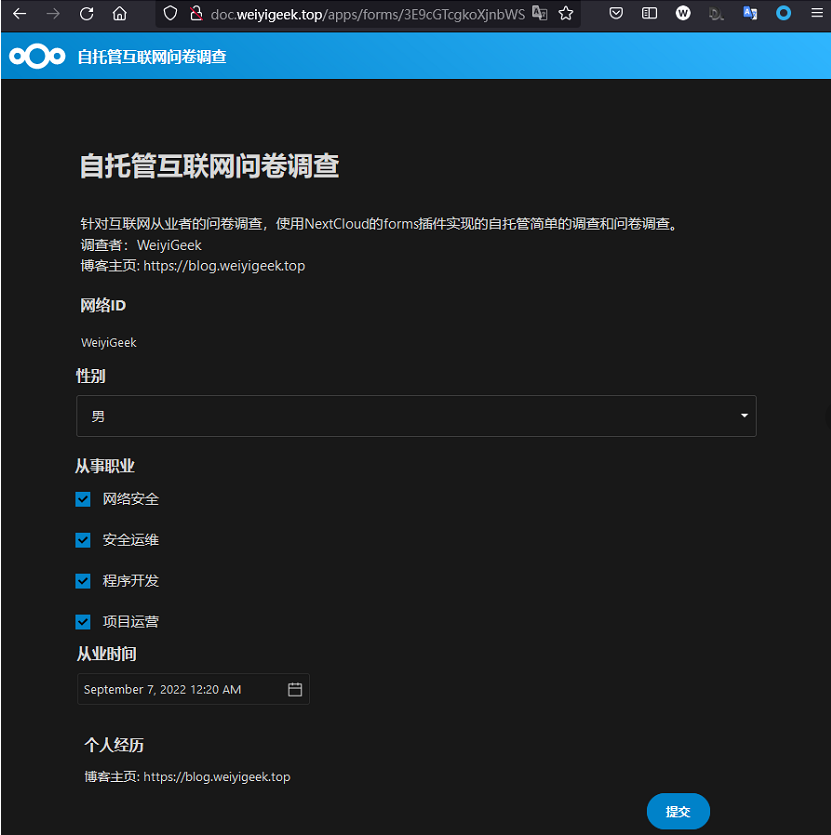 doc.weiyigeek.top/apps/forms/3E9cGTcgkoXjnbWS
自托管互联网问卷调查
自托管互联网问卷调查
针对互联网从业者的问卷调查，使用NextCloud的forms插件实现的自托管简单的调查和问卷调查。
调查者：WeiyiGeek
博客主页: https://blog.weiyigeek.top
网络ID
WeiyiGeek
性别
男
从事职业
网络安全
安全运维
程序开发
项目运营
从业时间
September 7, 2022 12:20 AM
个人经历
博客主页: https://blog.weiyigeek.top
提交